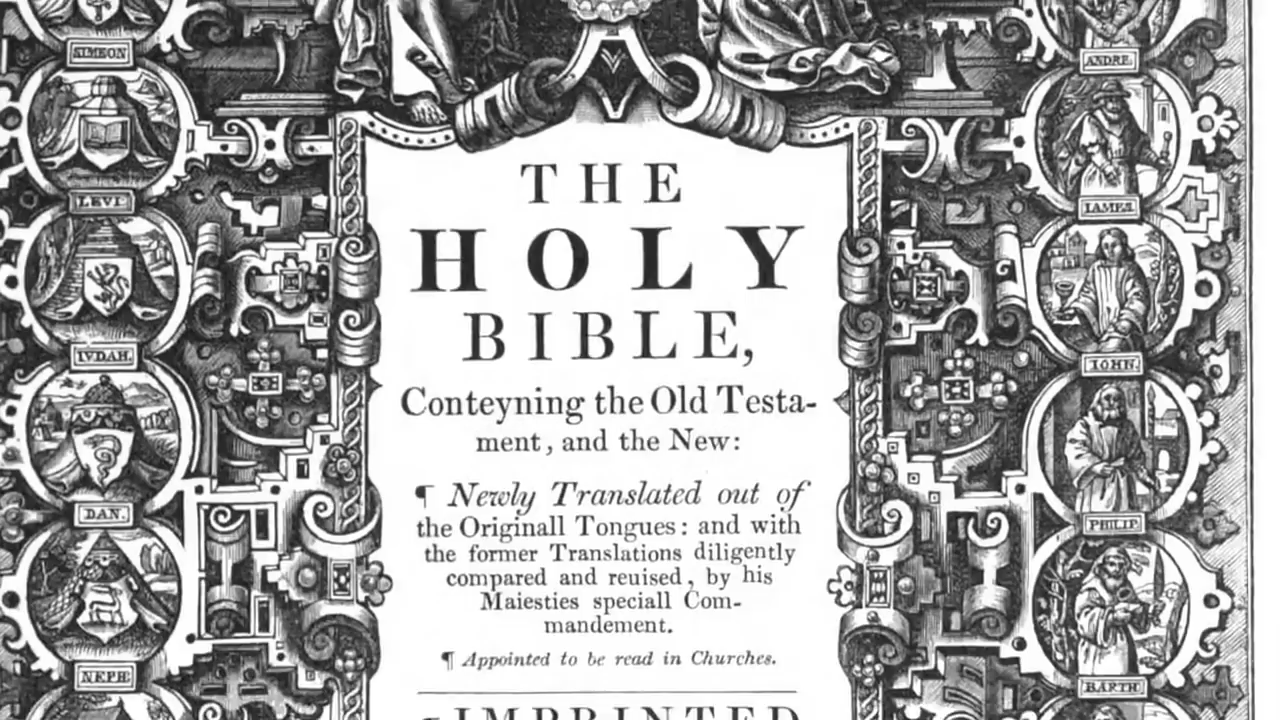 SIMEON
LEVI
IVDAH.
DAN.
NEPH
THE
HOLY
BIBLE,
Conteyning the Old Testa-
ment, and the New:
¶ Newly Translated out of
the Originall Tongues: and with
the former Translations diligently
compared and reuised, by his
Maiesties speciall Com-
mandement.
¶ Appointed to be read in Churches.
¶ IMPRINTED
ANDRE.
IAMES.
IOHN.
PHILIP.
BARTH